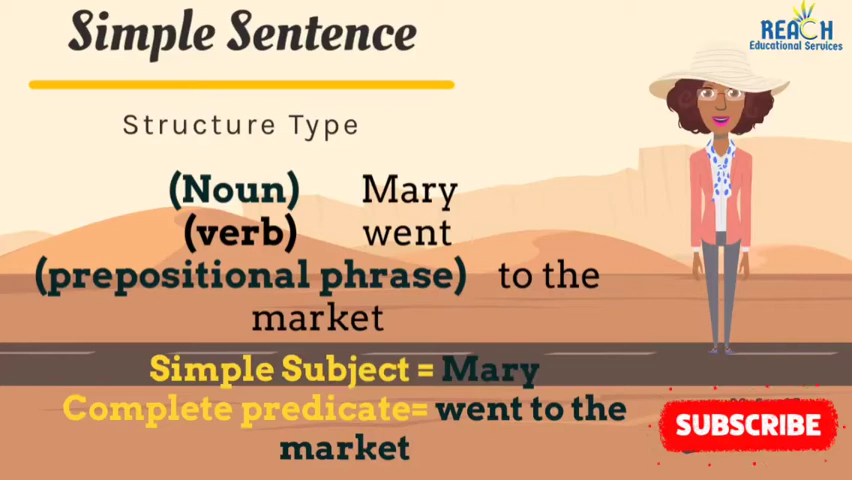 Simple Sentence
REACH
Educational Services
Structure Type
(Noun) Mary
(verb) went
(prepositional phrase) to the
market
Simple Subject = Mary
Complete predicate= went to the
market
SUBSCRIBE